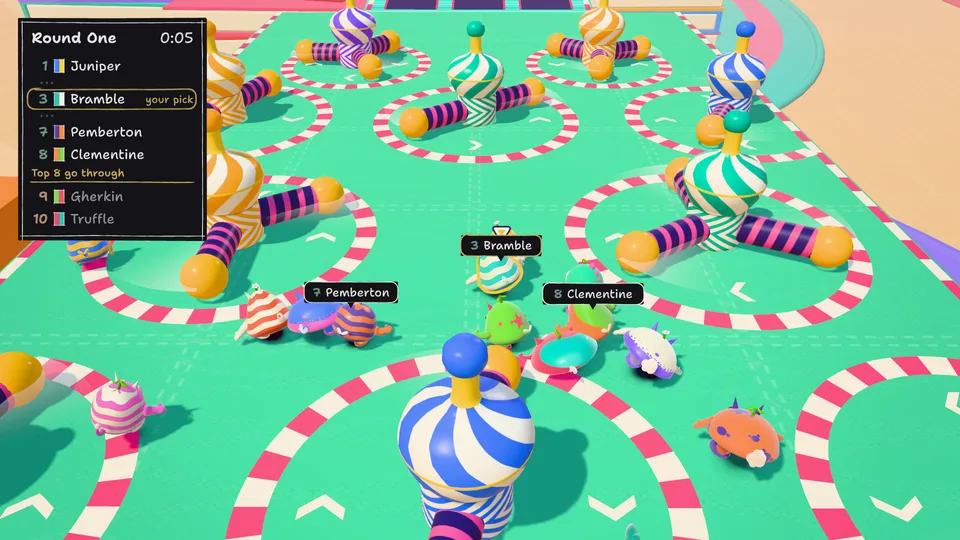 Round One 0:05
1 Juniper
...
3 Bramble your pick
...
7 Pemberton
8 Clementine
Top 8 go through
9 Gherkin
10 Truffle
3 Bramble
7 Pemberton
8 Clementine